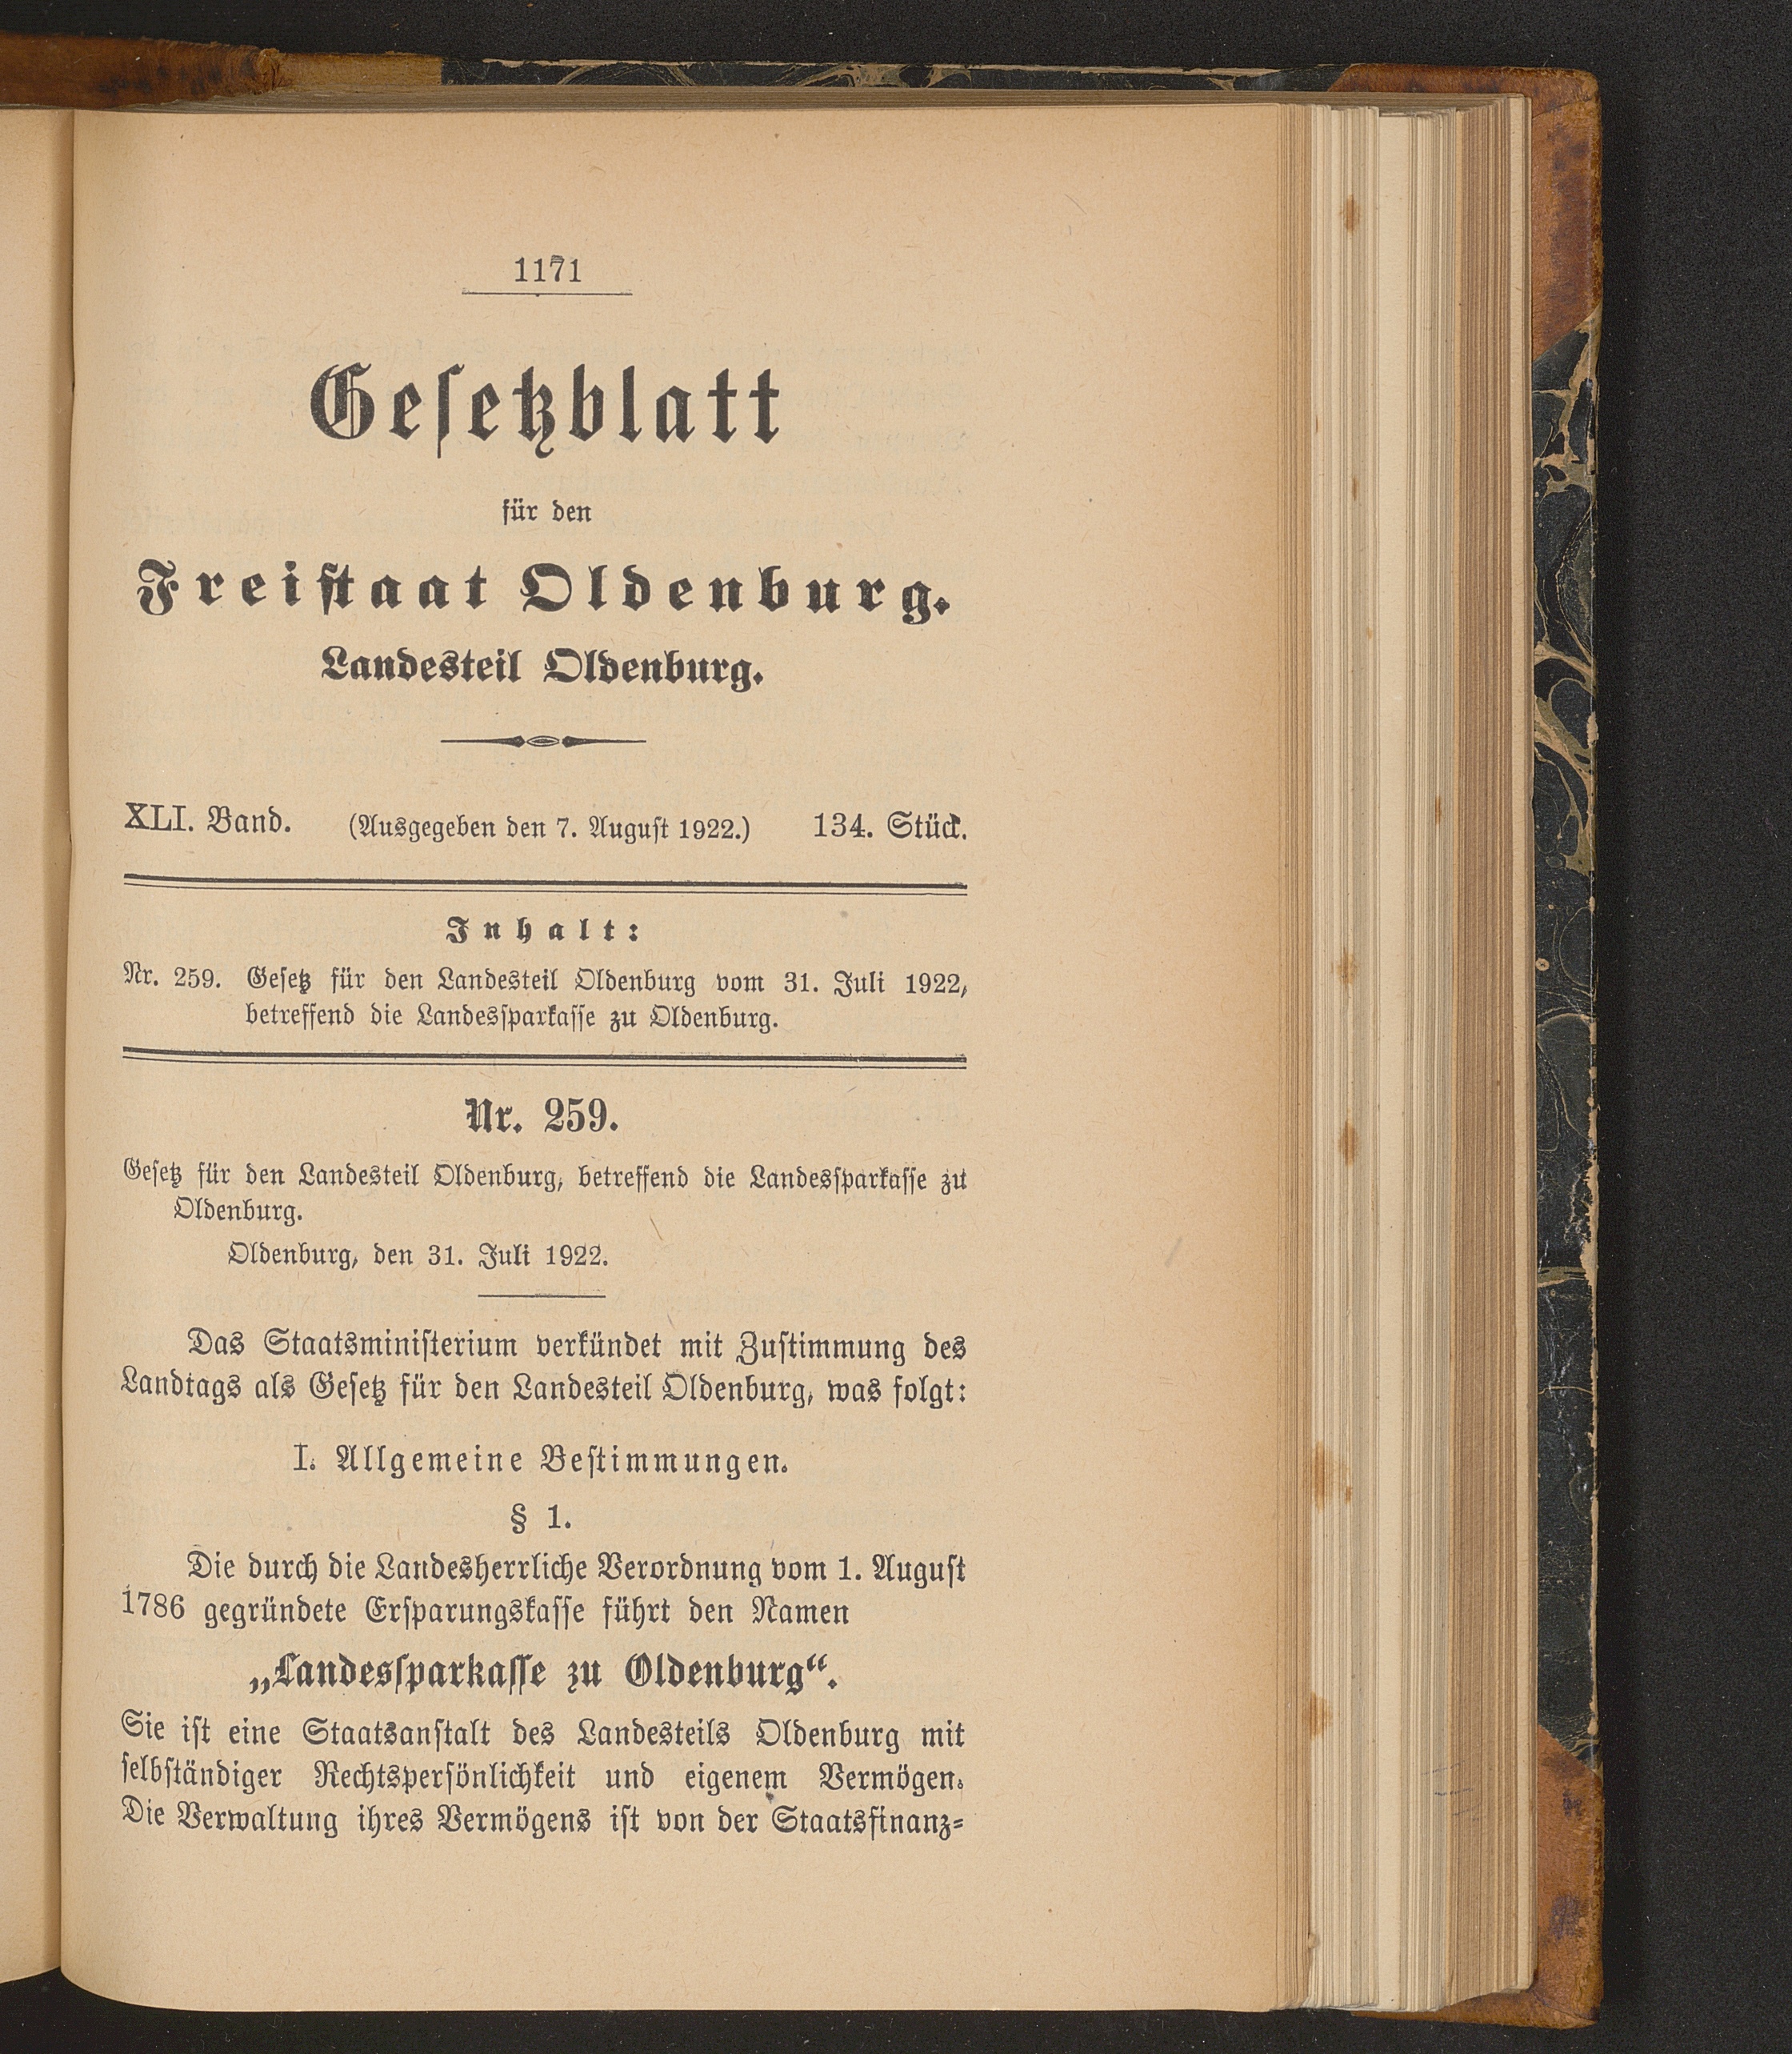 1171
Gesetzblatt
für den
Freistaat Oldenburg.
Landesteil Oldenburg.
XLI. Band. (Ausgegeben den 7. August 1922.) 134. Stück.
Inhalt:
Nr. 259. Gesetz für den Landesteil Oldenburg vom 31. Juli 1922,
betreffend die Landessparkasse zu Oldenburg.
Nr. 259.
Gesetz für den Landesteil Oldenburg, betreffend die Landessparkasse zu
Oldenburg.
Oldenburg, den 31. Juli 1922.
Das Staatsministerium verkündet mit Zustimmung des
Landtags als Gesetz für den Landesteil Oldenburg, was folgt:
I. Allgemeine Bestimmungen.
§ 1.
Die durch die Landesherrliche Verordnung vom 1. August
1786 gegründete Ersparungskasse führt den Namen
„Landessparkasse zu Oldenburg“.
Sie ist eine Staatsanstalt des Landesteils Oldenburg mit
selbständiger Rechtspersönlichkeit und eigenem Vermögen.
Die Verwaltung ihres Vermögens ist von der Staatsfinanz-